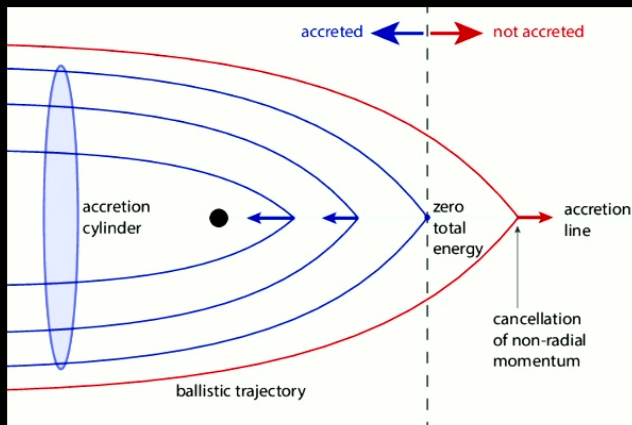 accreted
not accreted
accretion
cylinder
zero
total
energy
accretion
line
cancellation
of non-radial
momentum
ballistic trajectory